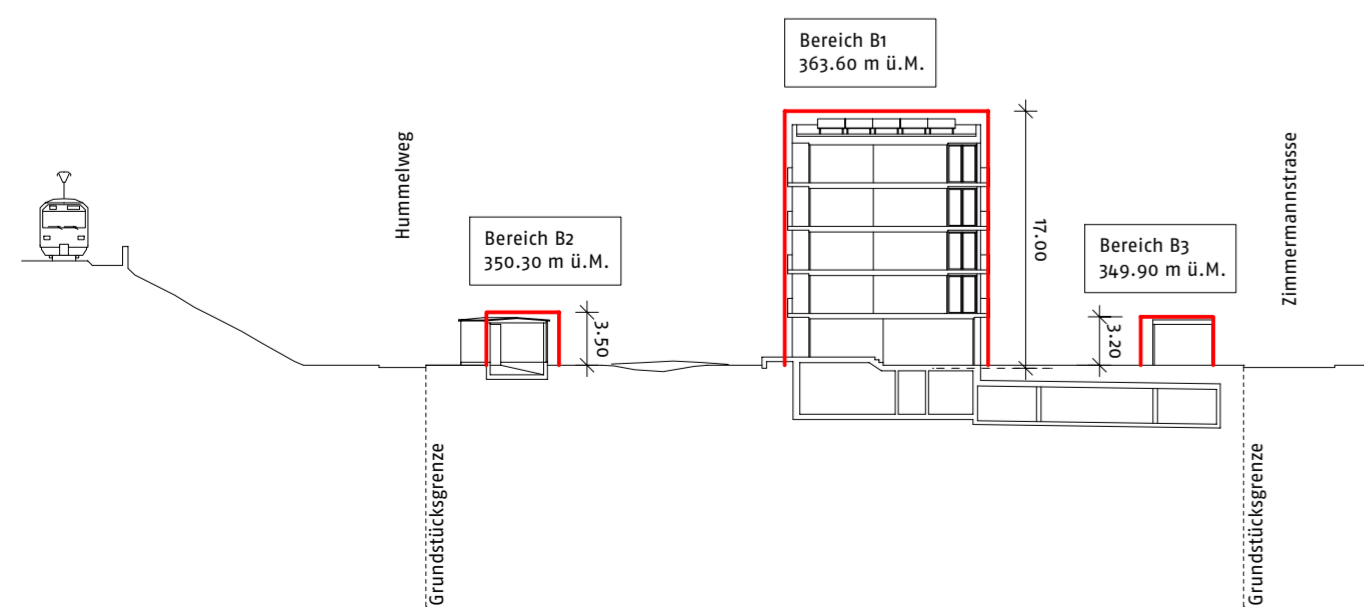 Bereich B1
363.60 m ü.M.
Hummelweg
Zimmermannstrasse
Bereich B2
350.30 m ü.M.
17.00
Bereich B3
349.90 m ü.M.
3.50
3.20
Grundstücksgrenze
Grundstücksgrenze